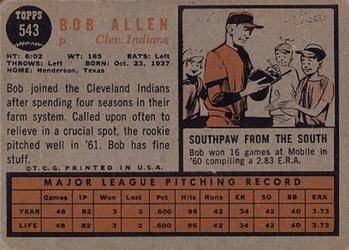 TOPPS
543
BOB ALLEN
p Clev. Indians
HT: 6:02 WT: 185 BATS: Left
THROWS: Left BORN: Oct. 23, 1937
HOME: Henderson, Texas
Bob joined the Cleveland Indians
after spending four seasons in their
farm system. Called upon often to
to relieve in a crucial spot, the rookie
pitched well in '61. Bob has fine
stuff.
©T.C.G. PRINTED IN U.S.A.
SOUTHPAW FROM THE SOUTH
Bob won 16 games at Mobile in
'60 compiling a 2.83 E.R.A.
MAJOR LEAGUE PITCHING RECORD
Games IP Won Lost Pct. Hits R ER SO BB ERA
YEAR 48 82 3 2 .600 96 42 34 42 40 3.73
LIFE 48 82 3 2 .600 96 42 34 42 40 3.73